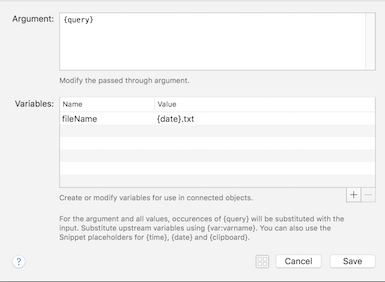 Argument: {query}
Modify the passed through argument.
Variables: Name Value
fileName {date}.txt
+ −
Create or modify variables for use in connected objects.
For the argument and all values, occurences of {query} will be substituted with the
input. Substitute upstream variables using {var:varname}. You can also use the
Snippet placeholders for {time}, {date} and {clipboard}.
? Cancel Save